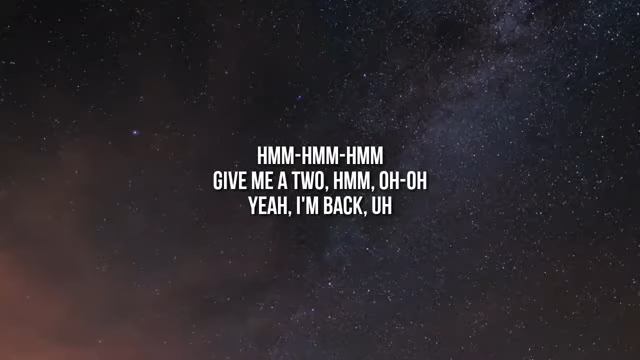 HMM-HMM-HMM
GIVE ME A TWO, HMM, OH-OH
YEAH, I'M BACK, UH